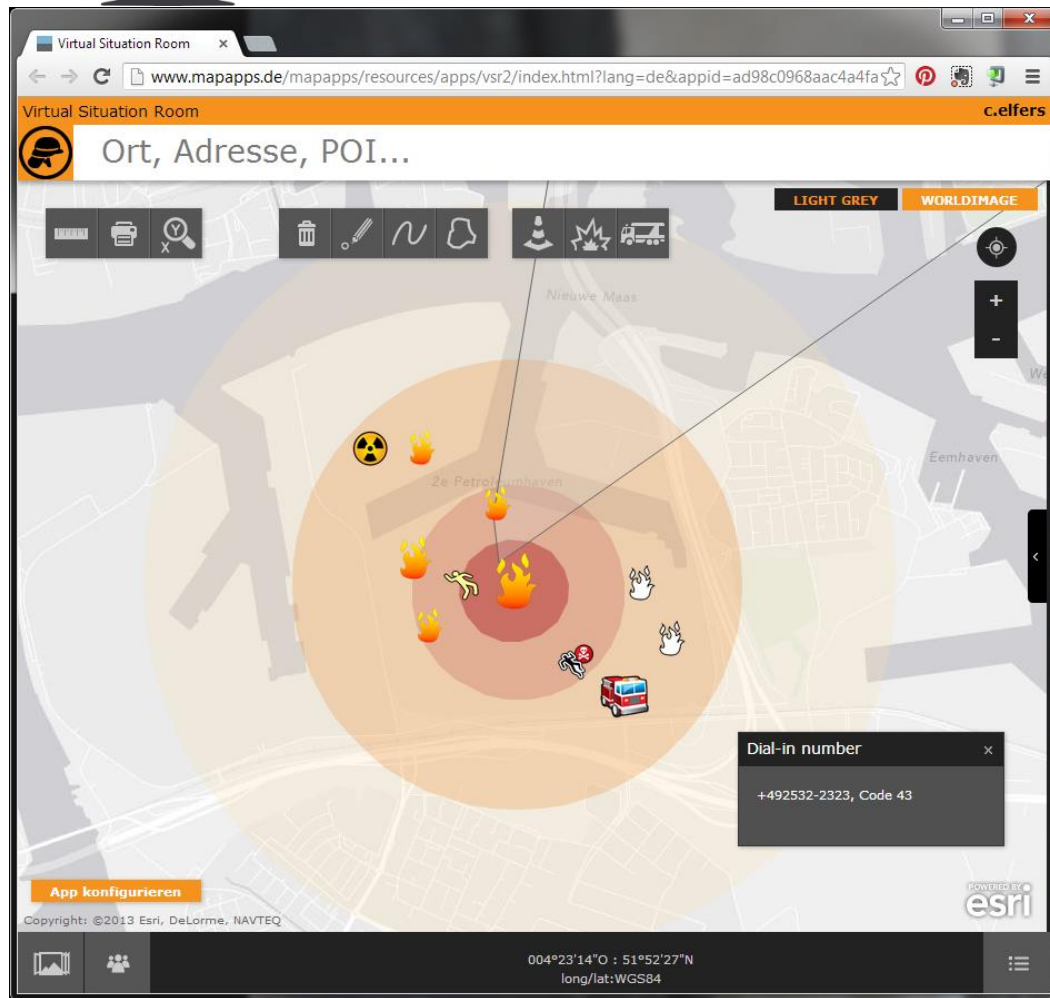 Virtual Situation Room
www.mapapps.de/mapapps/resources/apps/vsr2/index.html?lang=de&appid=ad98c0968aac4a4fa
Virtual Situation Room
c.elfers
Ort, Adresse, POI...
LIGHT GREY
WORLDIMAGE
Y
X
Nieuwe Maas
+
-
Eemhaven
2e Petroleumhaven
Dial-in number
+492532-2323, Code 43
App konfigurieren
POWERED BY
esri
Copyright: ©2013 Esri, DeLorme, NAVTEQ
004°23'14"O : 51°52'27"N
long/lat:WGS84